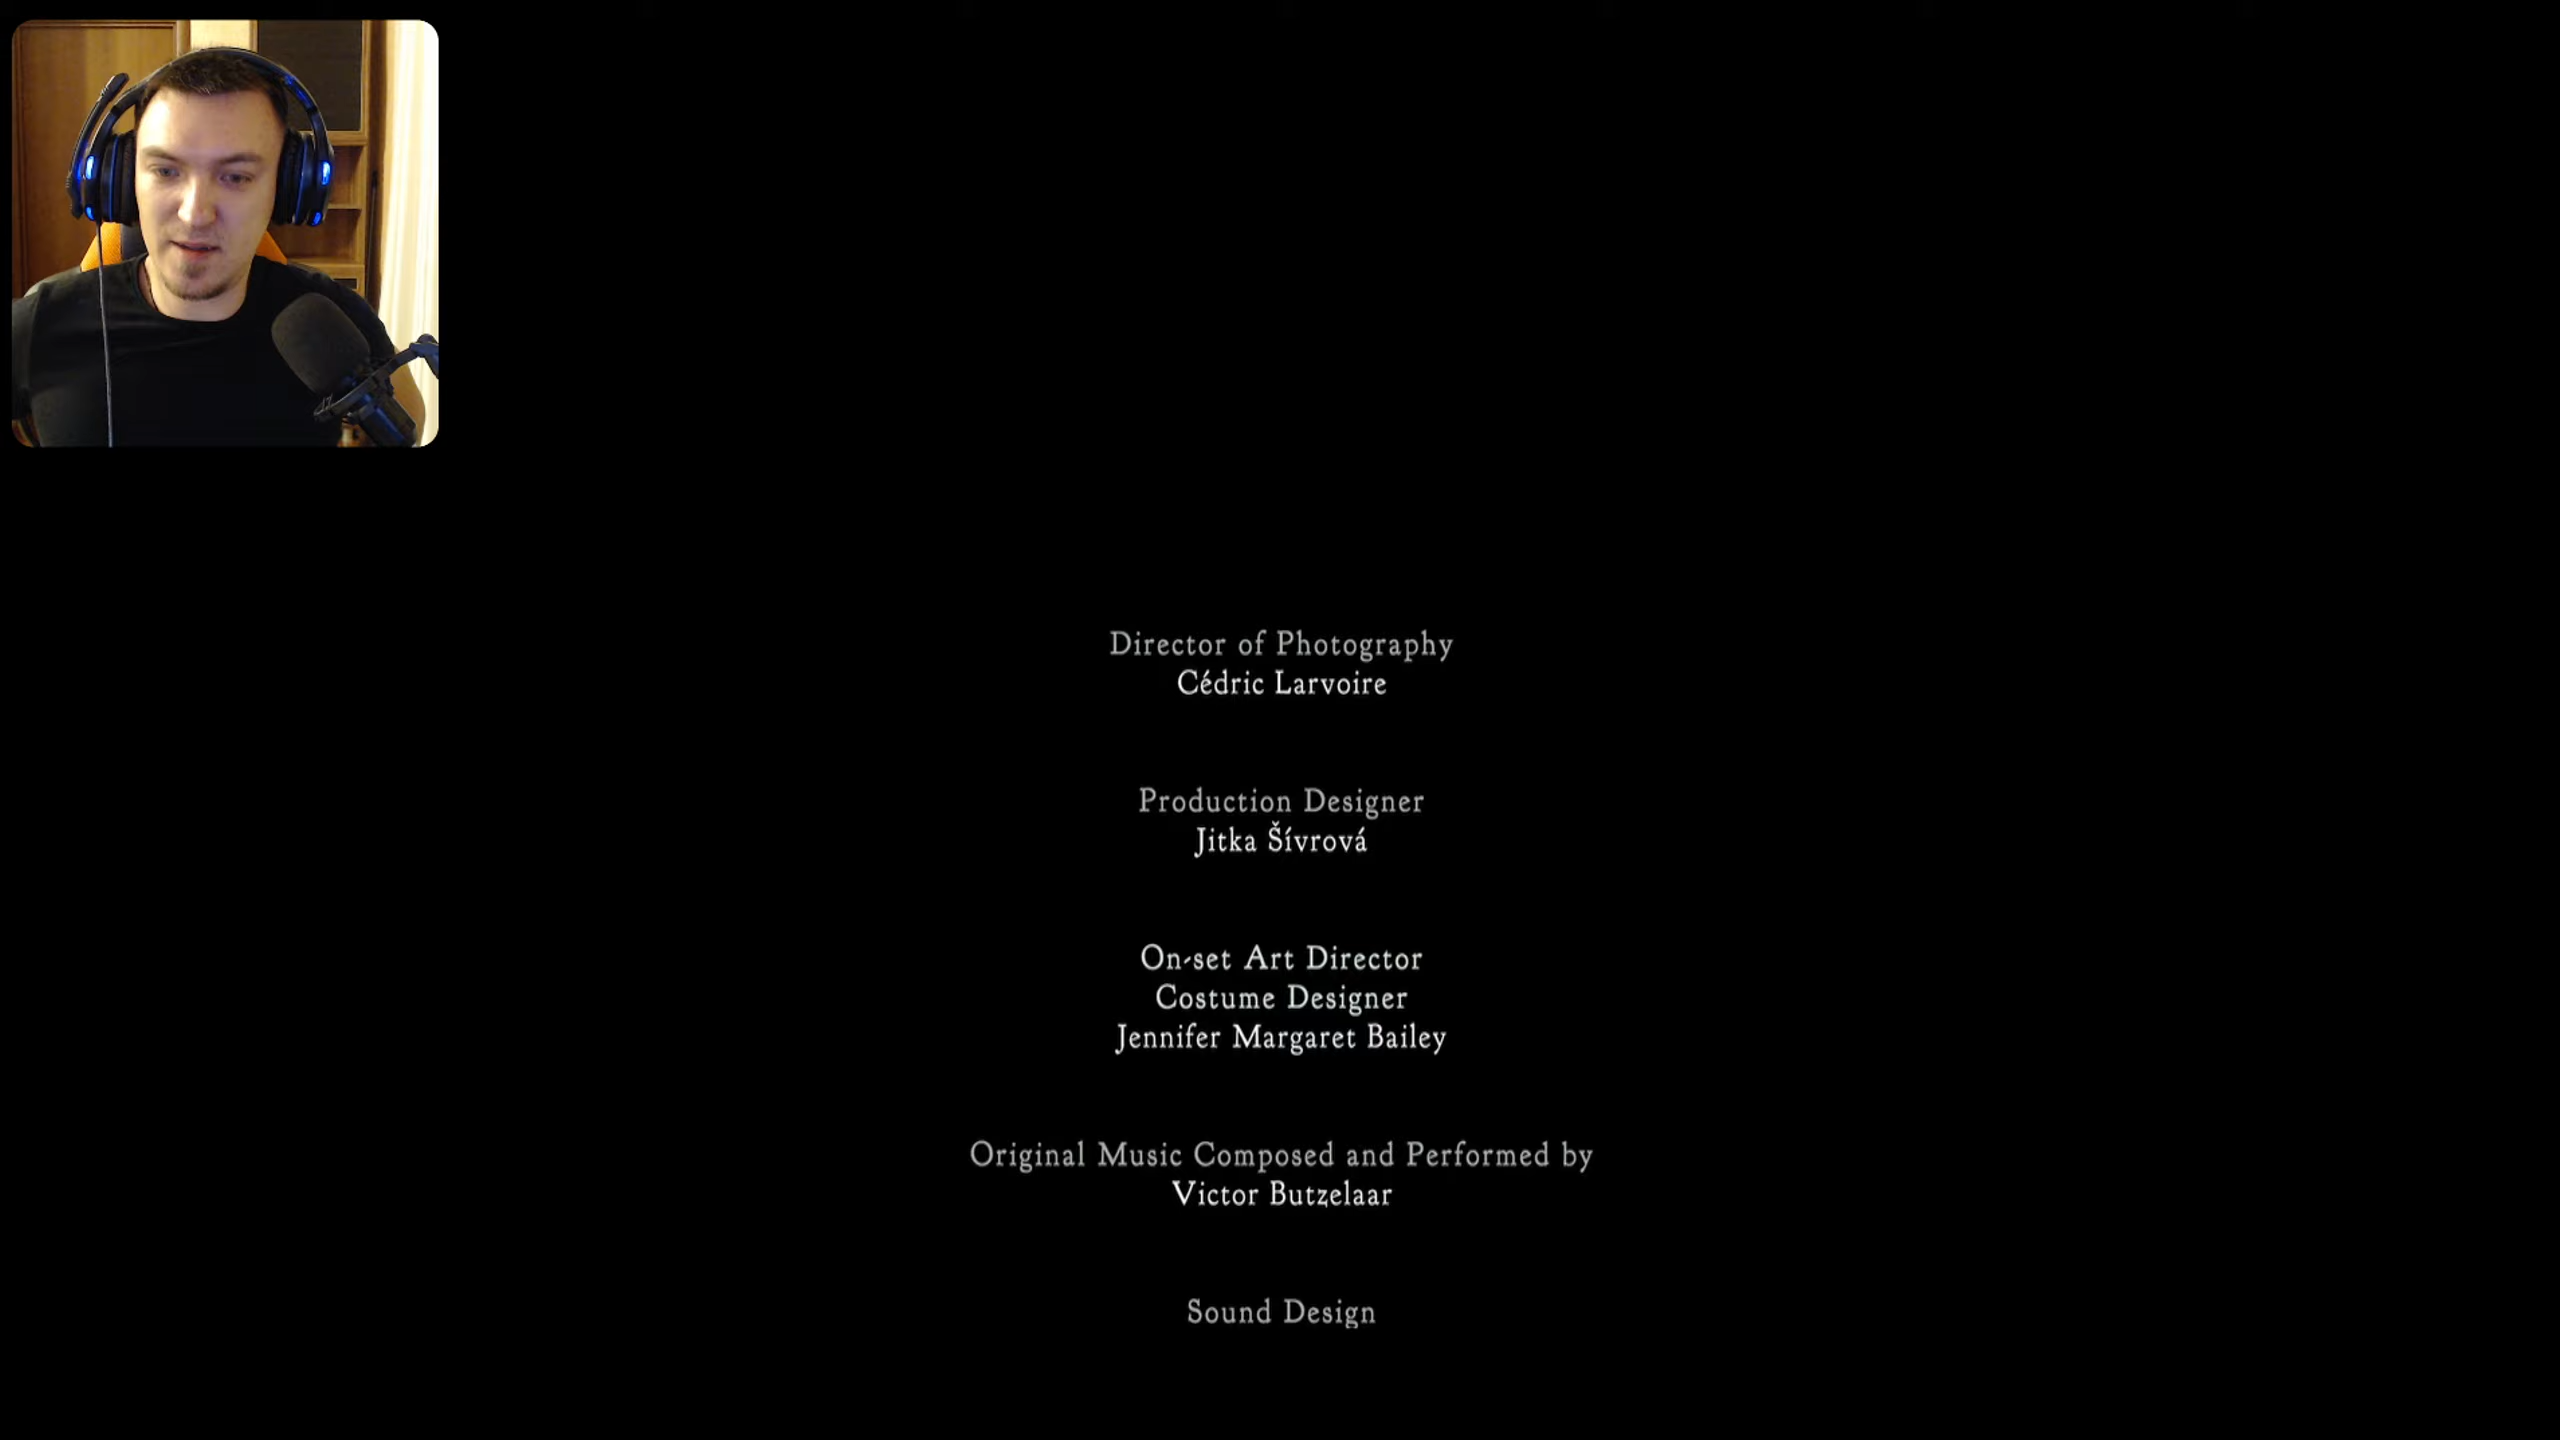 Director of Photography
Cédric Larvoire
Production Designer
Jitka Šívrová
On-set Art Director
Costume Designer
Jennifer Margaret Bailey
Original Music Composed and Performed by
Victor Butzelaar
Sound Design